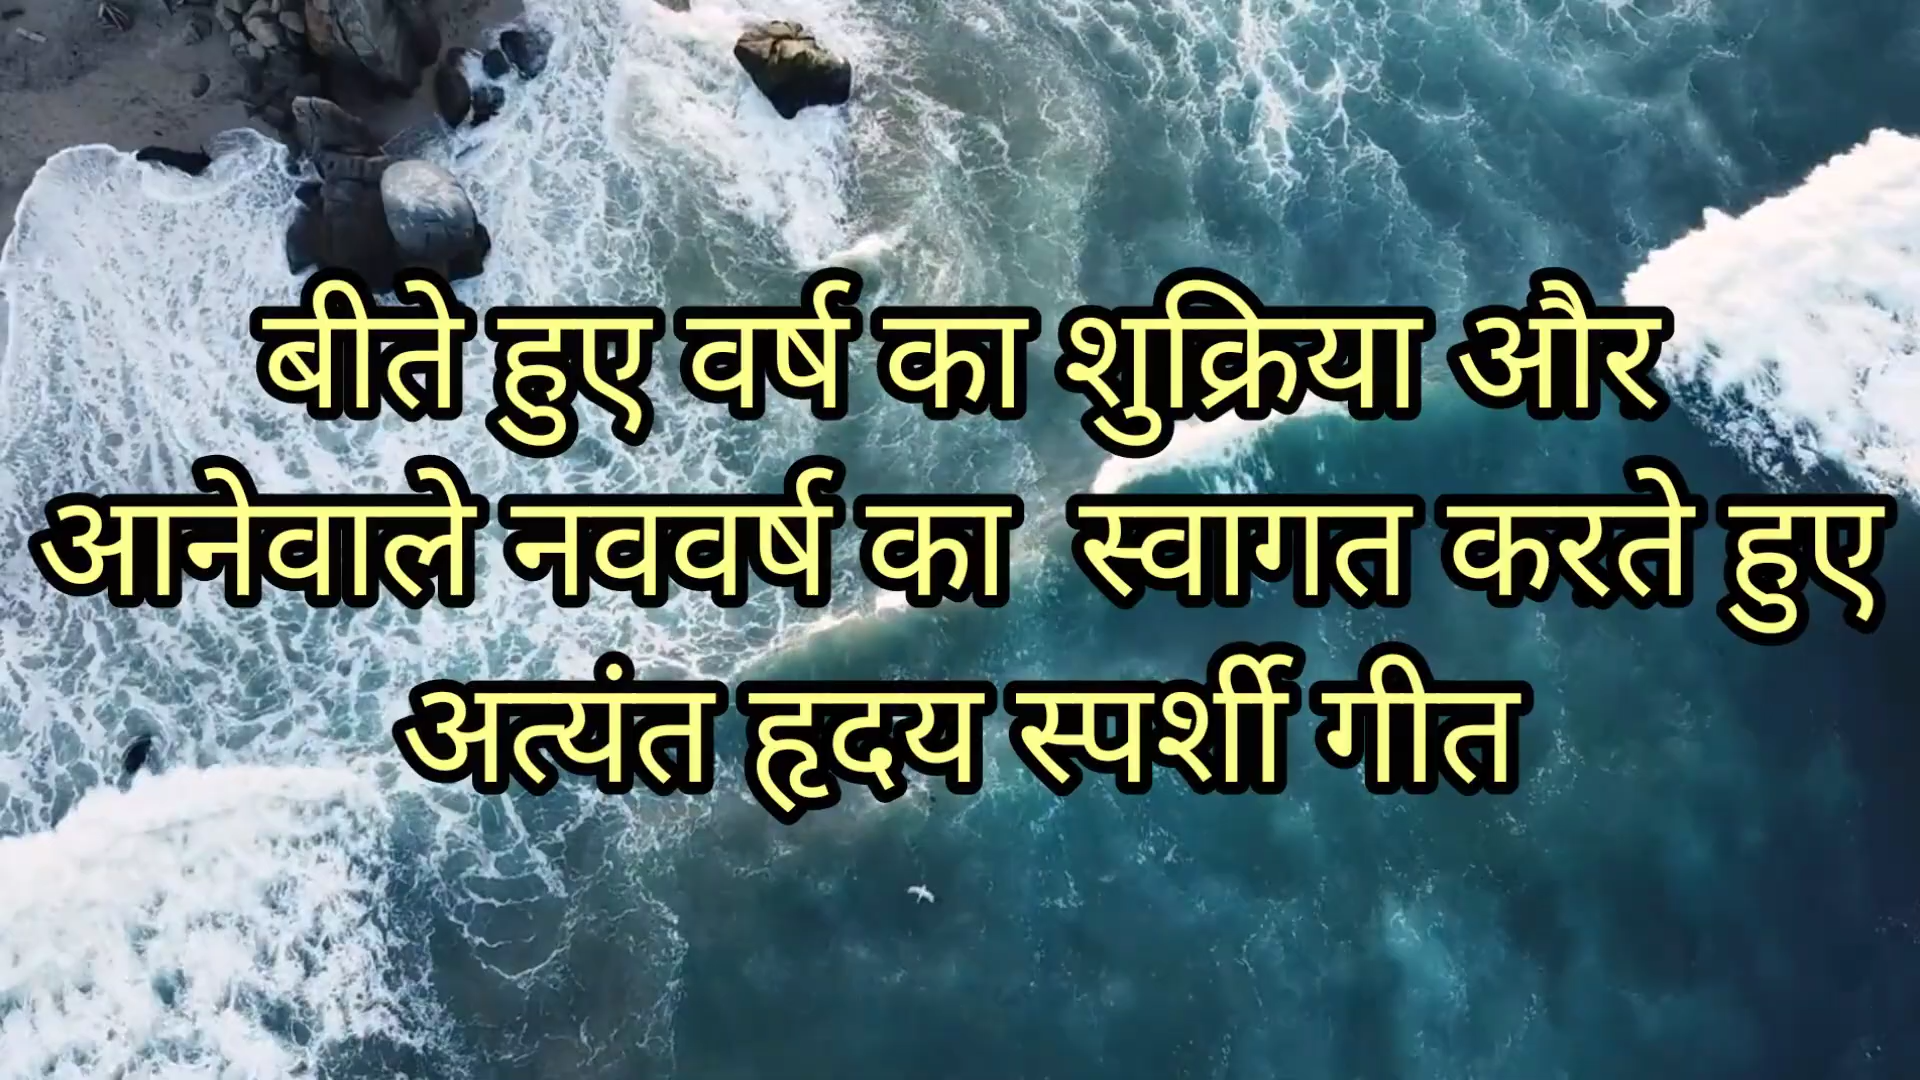 बीते हुए वर्ष का शुक्रिया और
आनेवाले नववर्ष का  स्वागत करते हुए
अत्यंत हृदय स्पर्शी गीत